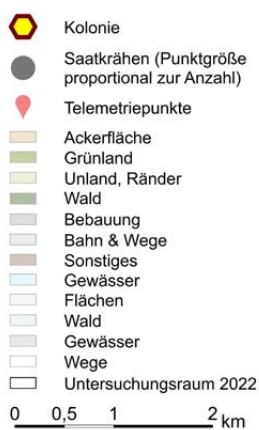 Kolonie
Saatkrähen (Punktgröße
proportional zur Anzahl)
Telemetriepunkte
Ackerfläche
Grünland
Unland, Ränder
Wald
Bebauung
Bahn & Wege
Sonstiges
Gewässer
Flächen
Wald
Gewässer
Wege
Untersuchungsraum 2022
0 0,5 1 2 km